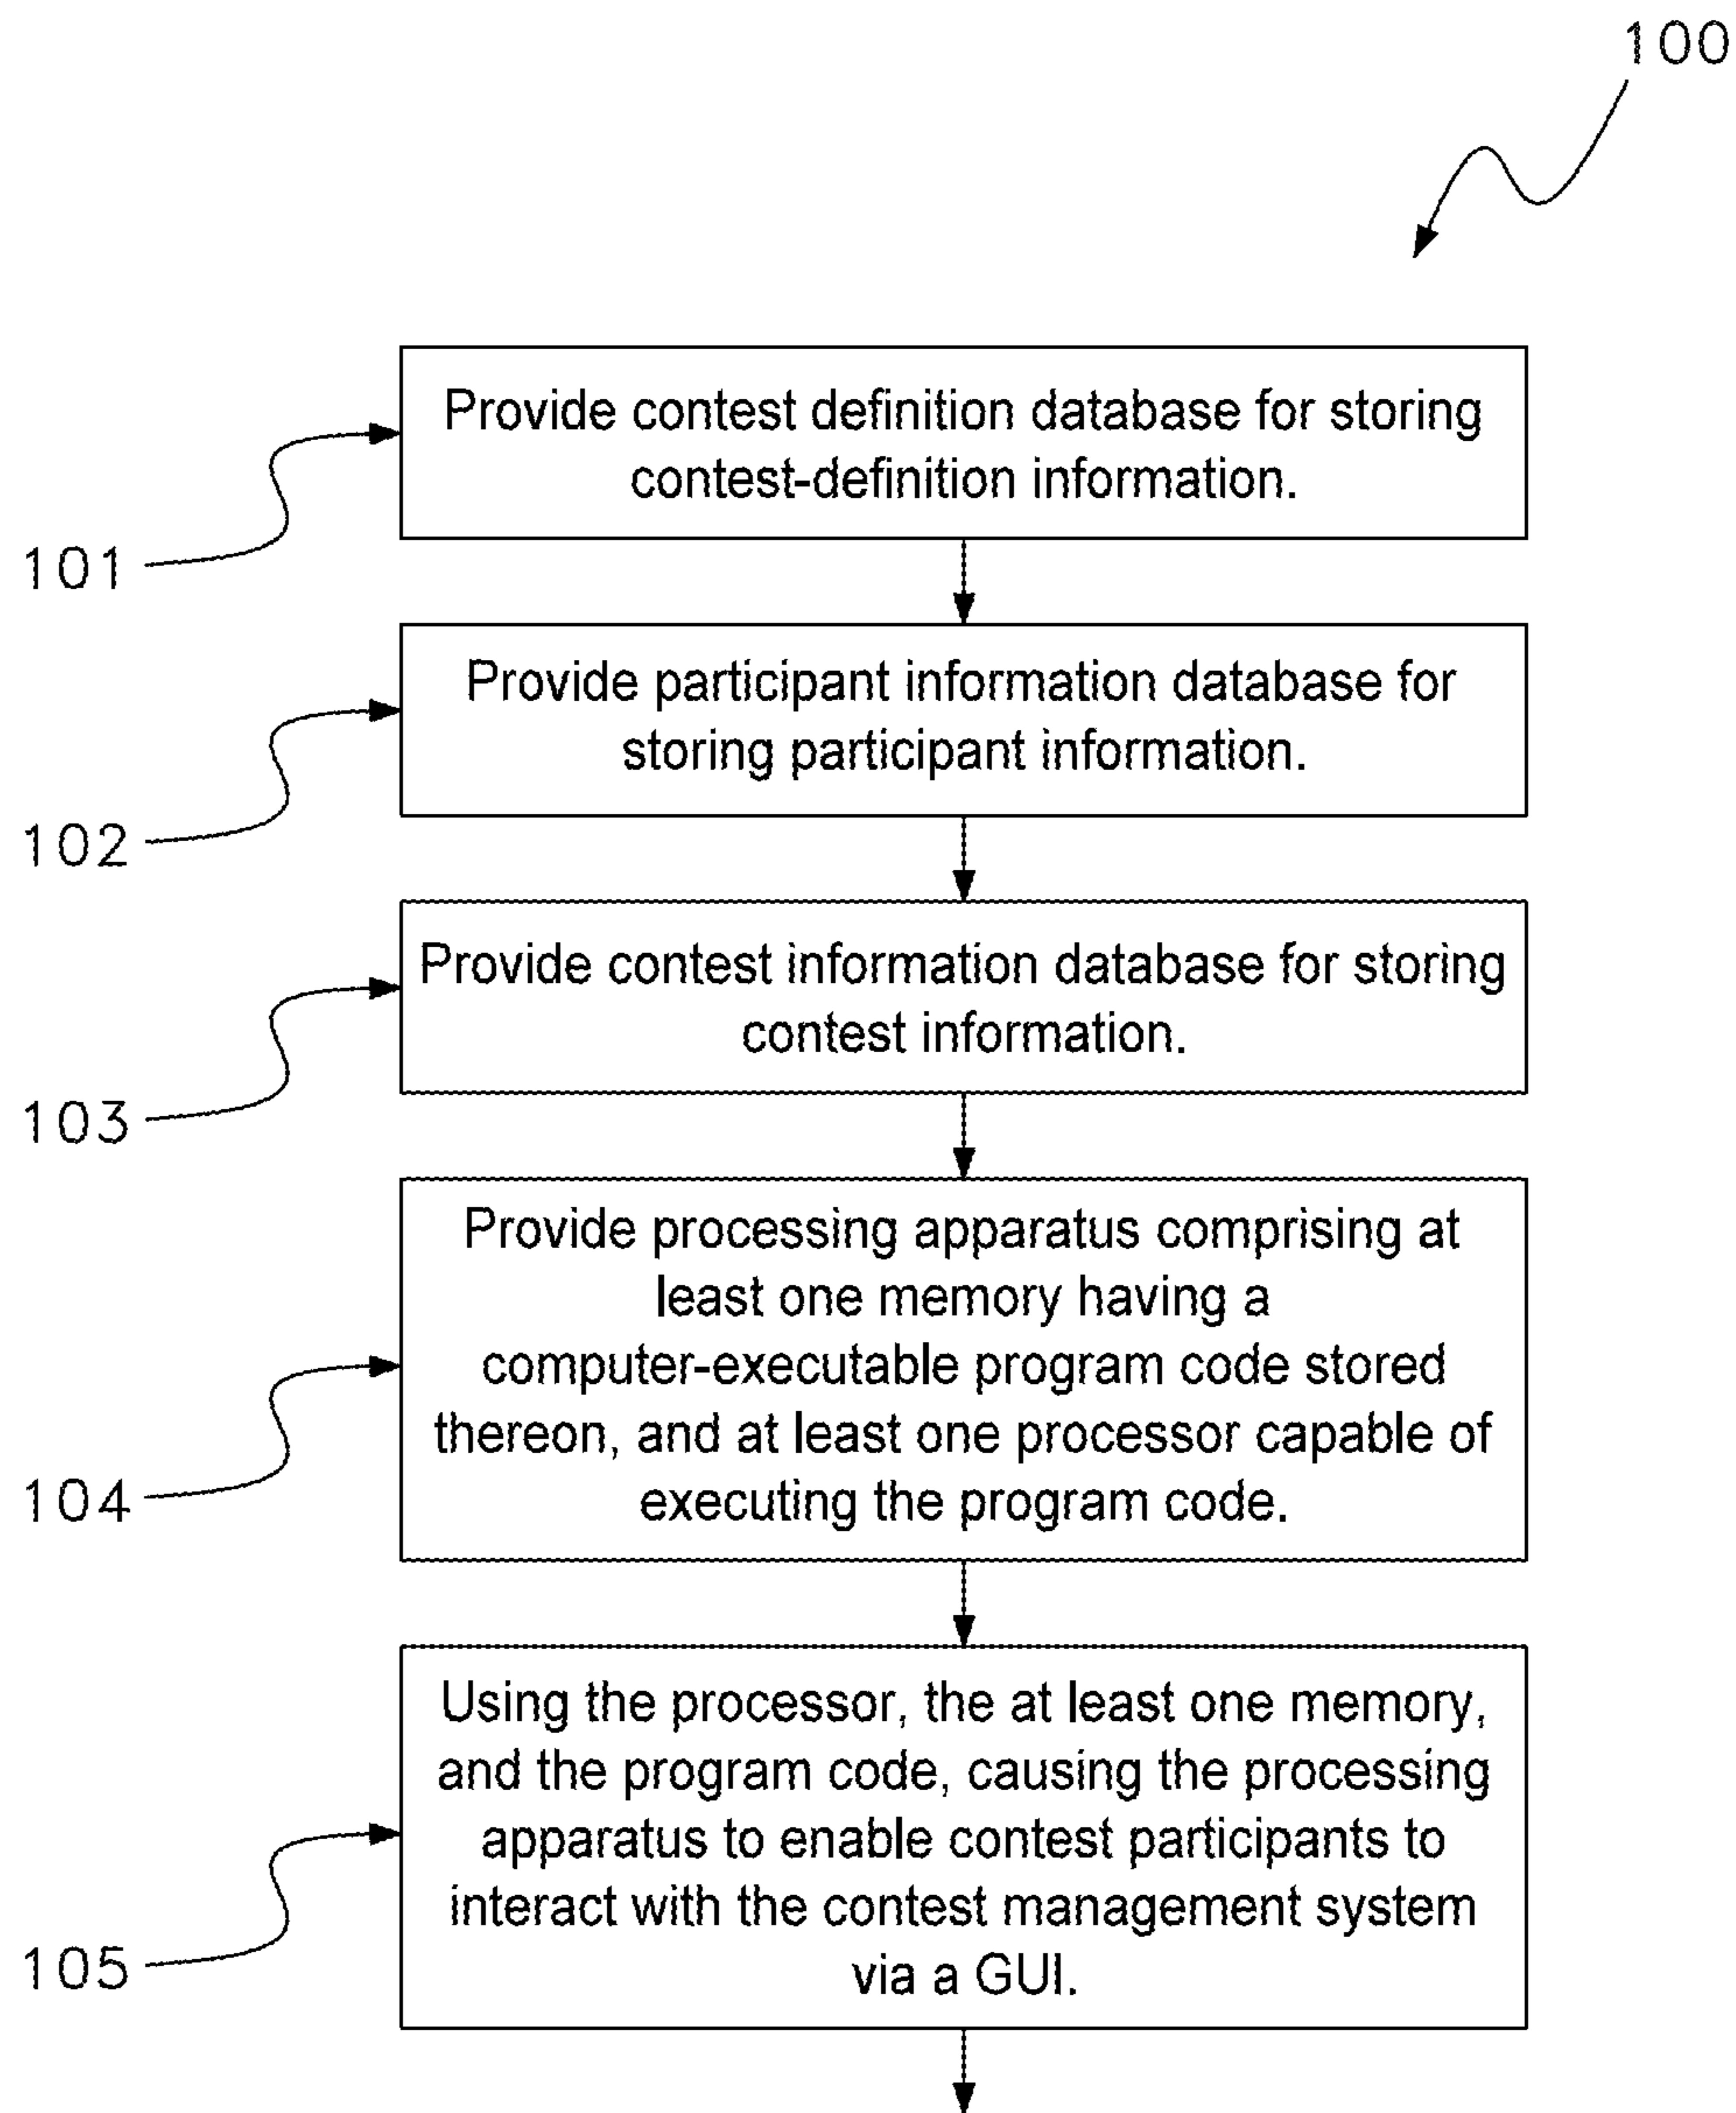 100
Provide contest definition database for storing
contest-definition information.
101
Provide participant information database for
storing participant information.
102
Provide contest information database for storing
contest information.
103
Provide processing apparatus comprising at
least one memory having a
computer-executable program code stored
thereon, and at least one processor capable of
executing the program code.
104
Using the processor, the at least one memory,
and the program code, causing the processing
apparatus to enable contest participants to
interact with the contest management system
via a GUI.
105